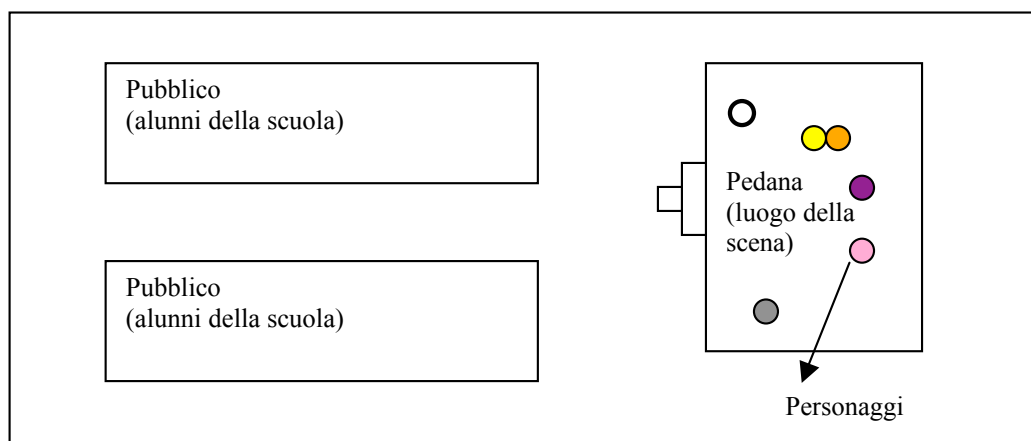 Pubblico
(alunni della scuola)
Pedana
(luogo della
scena)
Pubblico
(alunni della scuola)
Personaggi